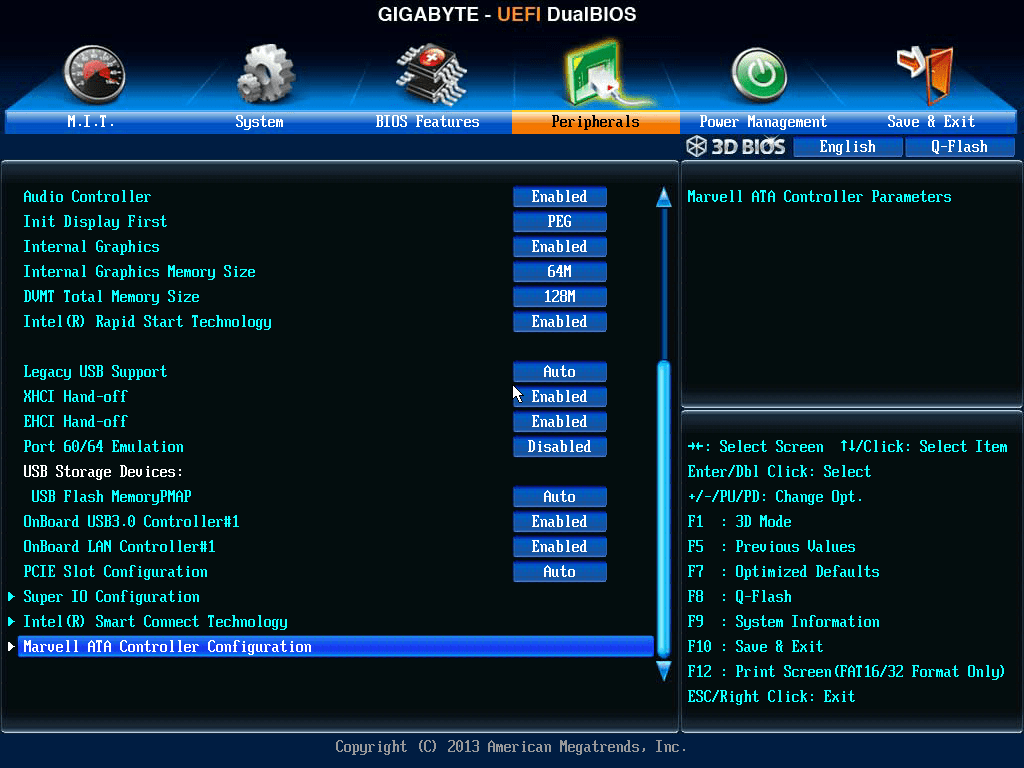 GIGABYTE - UEFI DualBIOS
M.I.T. System BIOS Features Peripherals Power Management Save & Exit
3D BIOS English Q-Flash
Audio Controller Enabled
Init Display First PEG
Internal Graphics Enabled
Internal Graphics Memory Size 64M
DVMT Total Memory Size 128M
Intel(R) Rapid Start Technology Enabled
Legacy USB Support Auto
XHCI Hand-off Enabled
EHCI Hand-off Enabled
Port 60/64 Emulation Disabled
USB Storage Devices:
USB Flash MemoryPMAP Auto
OnBoard USB3.0 Controller#1 Enabled
OnBoard LAN Controller#1 Enabled
PCIE Slot Configuration Auto
Super IO Configuration
Intel(R) Smart Connect Technology
Marvell ATA Controller Configuration
Marvell ATA Controller Parameters
→←: Select Screen ↑↓/Click: Select Item
Enter/Dbl Click: Select
+/-/PU/PD: Change Opt.
F1 : 3D Mode
F5 : Previous Values
F7 : Optimized Defaults
F8 : Q-Flash
F9 : System Information
F10 : Save & Exit
F12 : Print Screen(FAT16/32 Format Only)
ESC/Right Click: Exit
Copyright (C) 2013 American Megatrends, Inc.